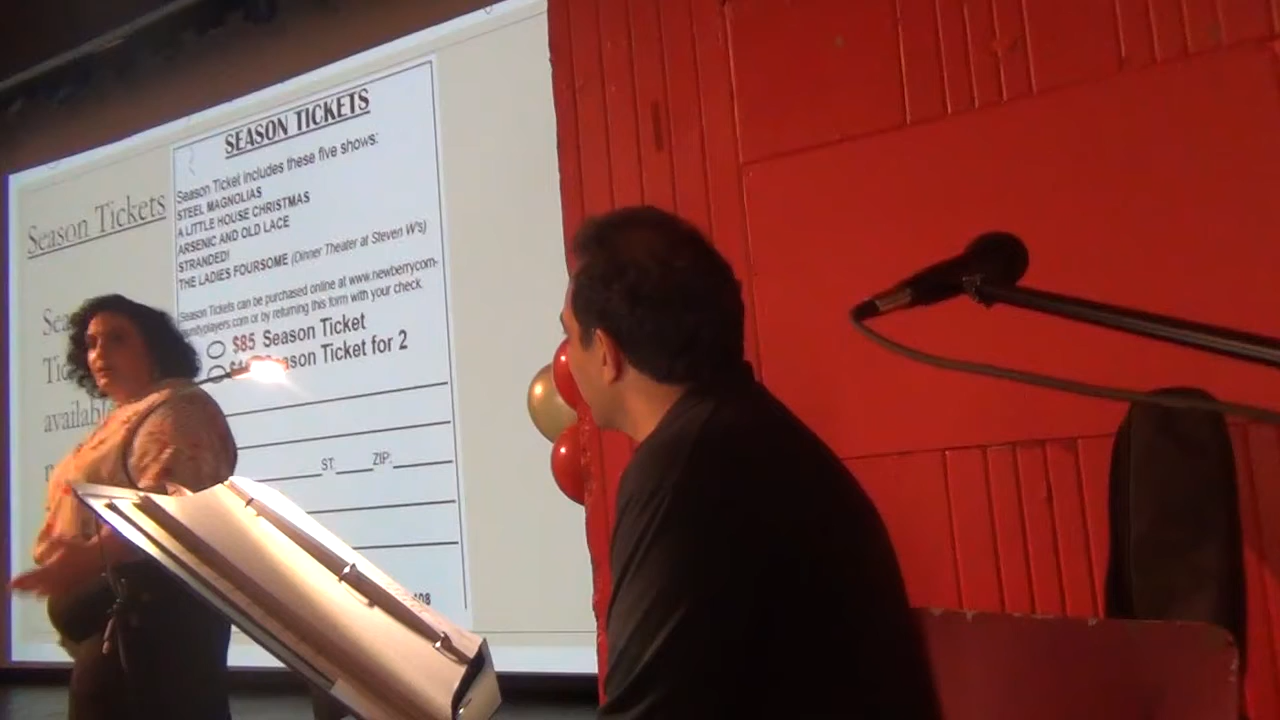 SEASON TICKETS
Season Ticket includes these five shows:
STEEL MAGNOLIAS
A LITTLE HOUSE CHRISTMAS
ARSENIC AND OLD LACE
STRANDED!
THE LADIES FOURSOME (Dinner Theater at Steven W's)
Season Tickets can be purchased online at www.newberrycom-
munityplayers.com or by returning this form with your check.
$85 Season Ticket
Season Ticket for 2
ST: ZIP:
Season Tickets